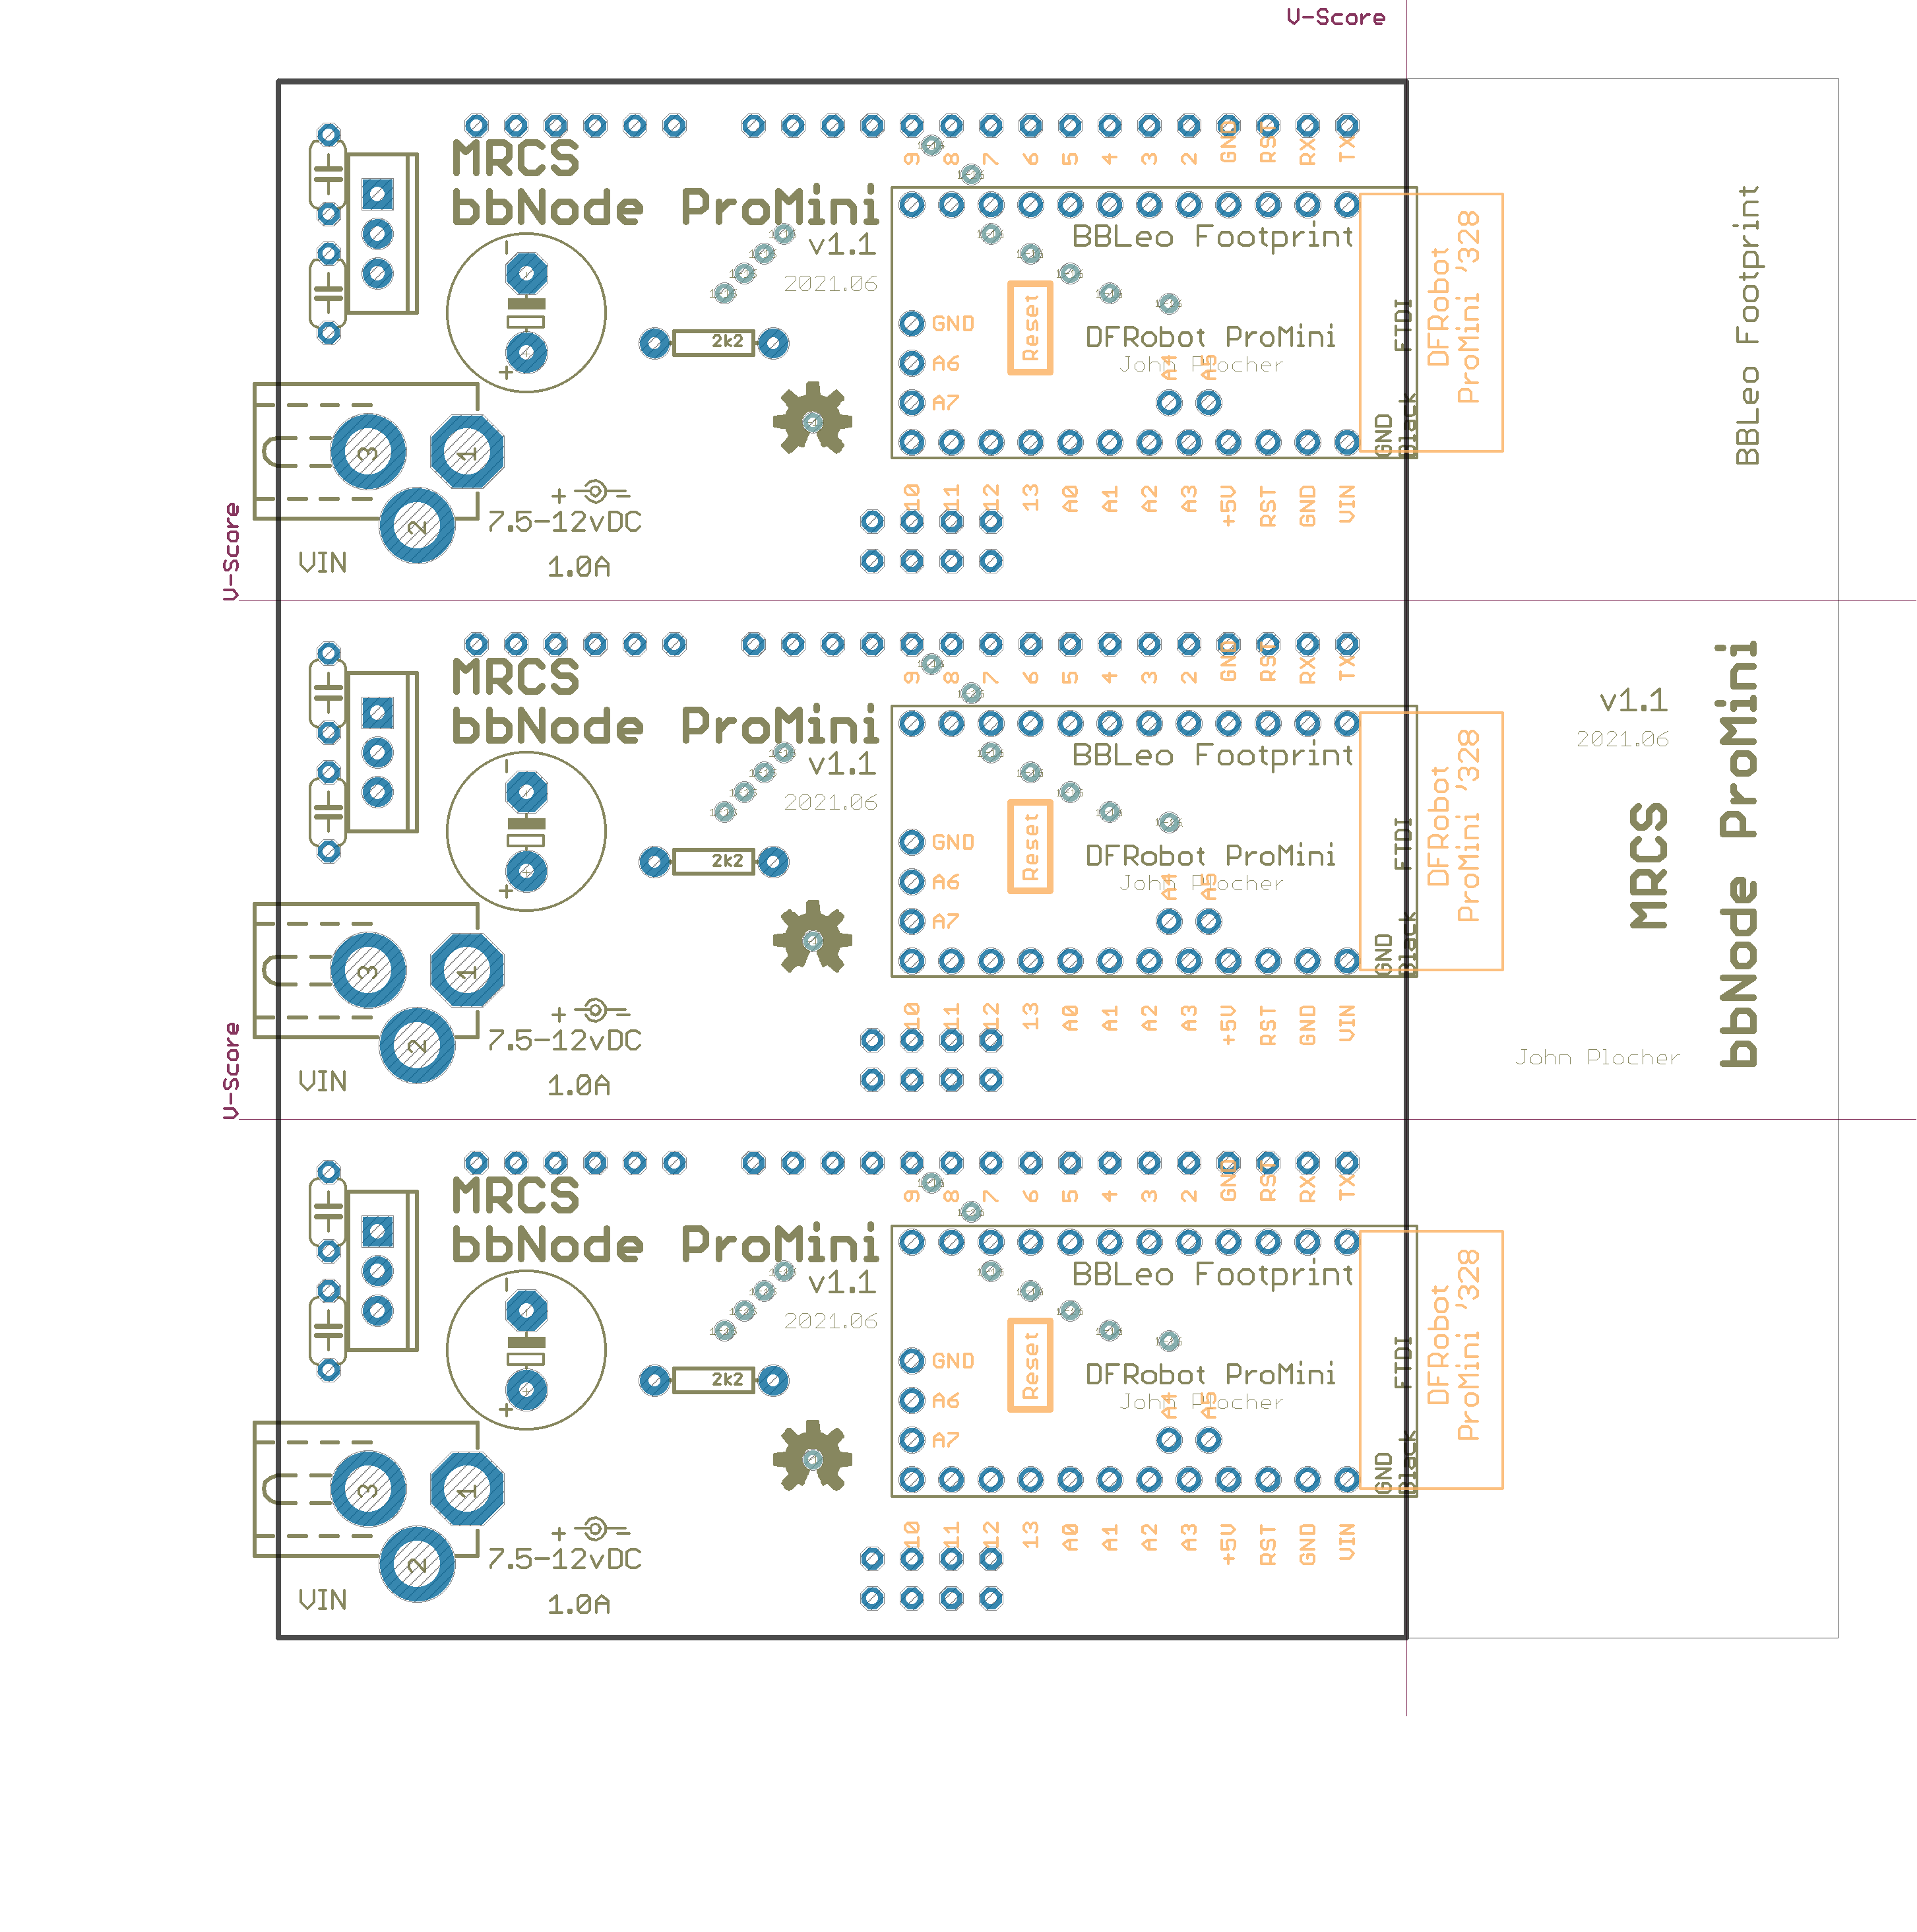 V-Score
MRCS
bbNode ProMini
v1.1
2021.06
2k2
3
1
2
VIN
+
-
+ -
7.5-12vDC
1.0A
9 8 7 6 5 4 3 2 GND RST RX TX
BBLeo Footprint
GND
A6
A7
Reset
DFRobot ProMini
John Plocher
A4 A5
FTDI
GND
Black
DFRobot
ProMini '328
10 11 12 13 A0 A1 A2 A3 +5V RST GND VIN
BBLeo Footprint
V-Score
MRCS
bbNode ProMini
v1.1
2021.06
2k2
3
1
2
VIN
+
-
+ -
7.5-12vDC
1.0A
9 8 7 6 5 4 3 2 GND RST RX TX
BBLeo Footprint
GND
A6
A7
Reset
DFRobot ProMini
John Plocher
A4 A5
FTDI
GND
Black
DFRobot
ProMini '328
10 11 12 13 A0 A1 A2 A3 +5V RST GND VIN
v1.1
2021.06
MRCS
bbNode ProMini
John Plocher
V-Score
MRCS
bbNode ProMini
v1.1
2021.06
2k2
3
1
2
VIN
+
-
+ -
7.5-12vDC
1.0A
9 8 7 6 5 4 3 2 GND RST RX TX
BBLeo Footprint
GND
A6
A7
Reset
DFRobot ProMini
John Plocher
A4 A5
FTDI
GND
Black
DFRobot
ProMini '328
10 11 12 13 A0 A1 A2 A3 +5V RST GND VIN